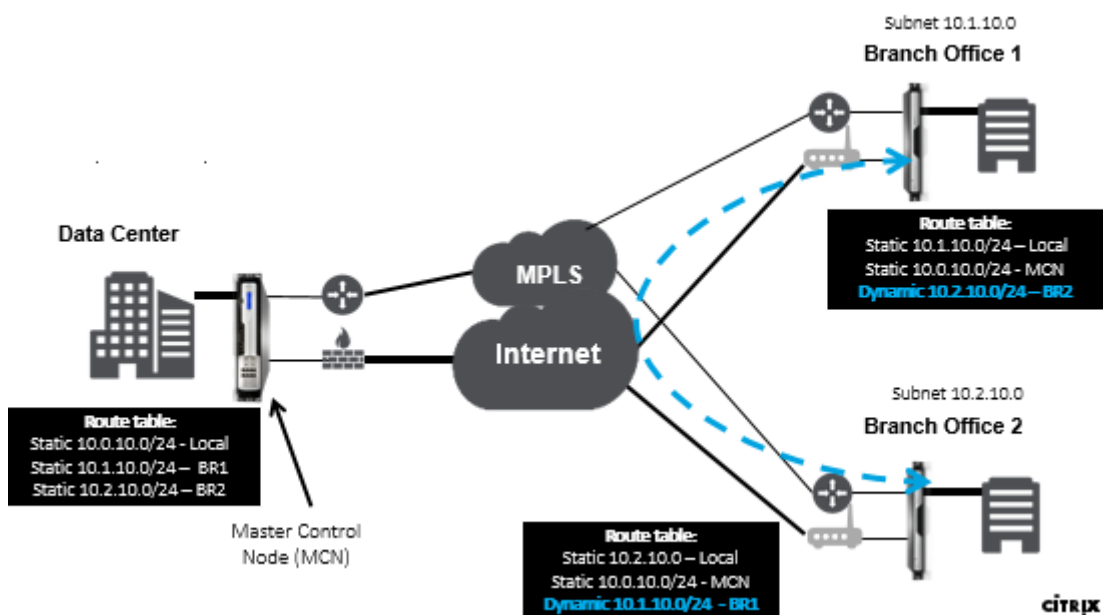 Subnet 10.1.10.0
Branch Office 1
Data Center
MPLS
Internet
Route table:
Static 10.1.10.0/24 – Local
Static 10.0.10.0/24 - MCN
Dynamic 10.2.10.0/24 – BR2
Route table:
Static 10.0.10.0/24 - Local
Static 10.1.10.0/24 – BR1
Static 10.2.10.0/24 – BR2
Master Control
Node (MCN)
Subnet 10.2.10.0
Branch Office 2
Route table:
Static 10.2.10.0 – Local
Static 10.0.10.0/24 - MCN
Dynamic 10.1.10.0/24 - BR1
CİTRIX